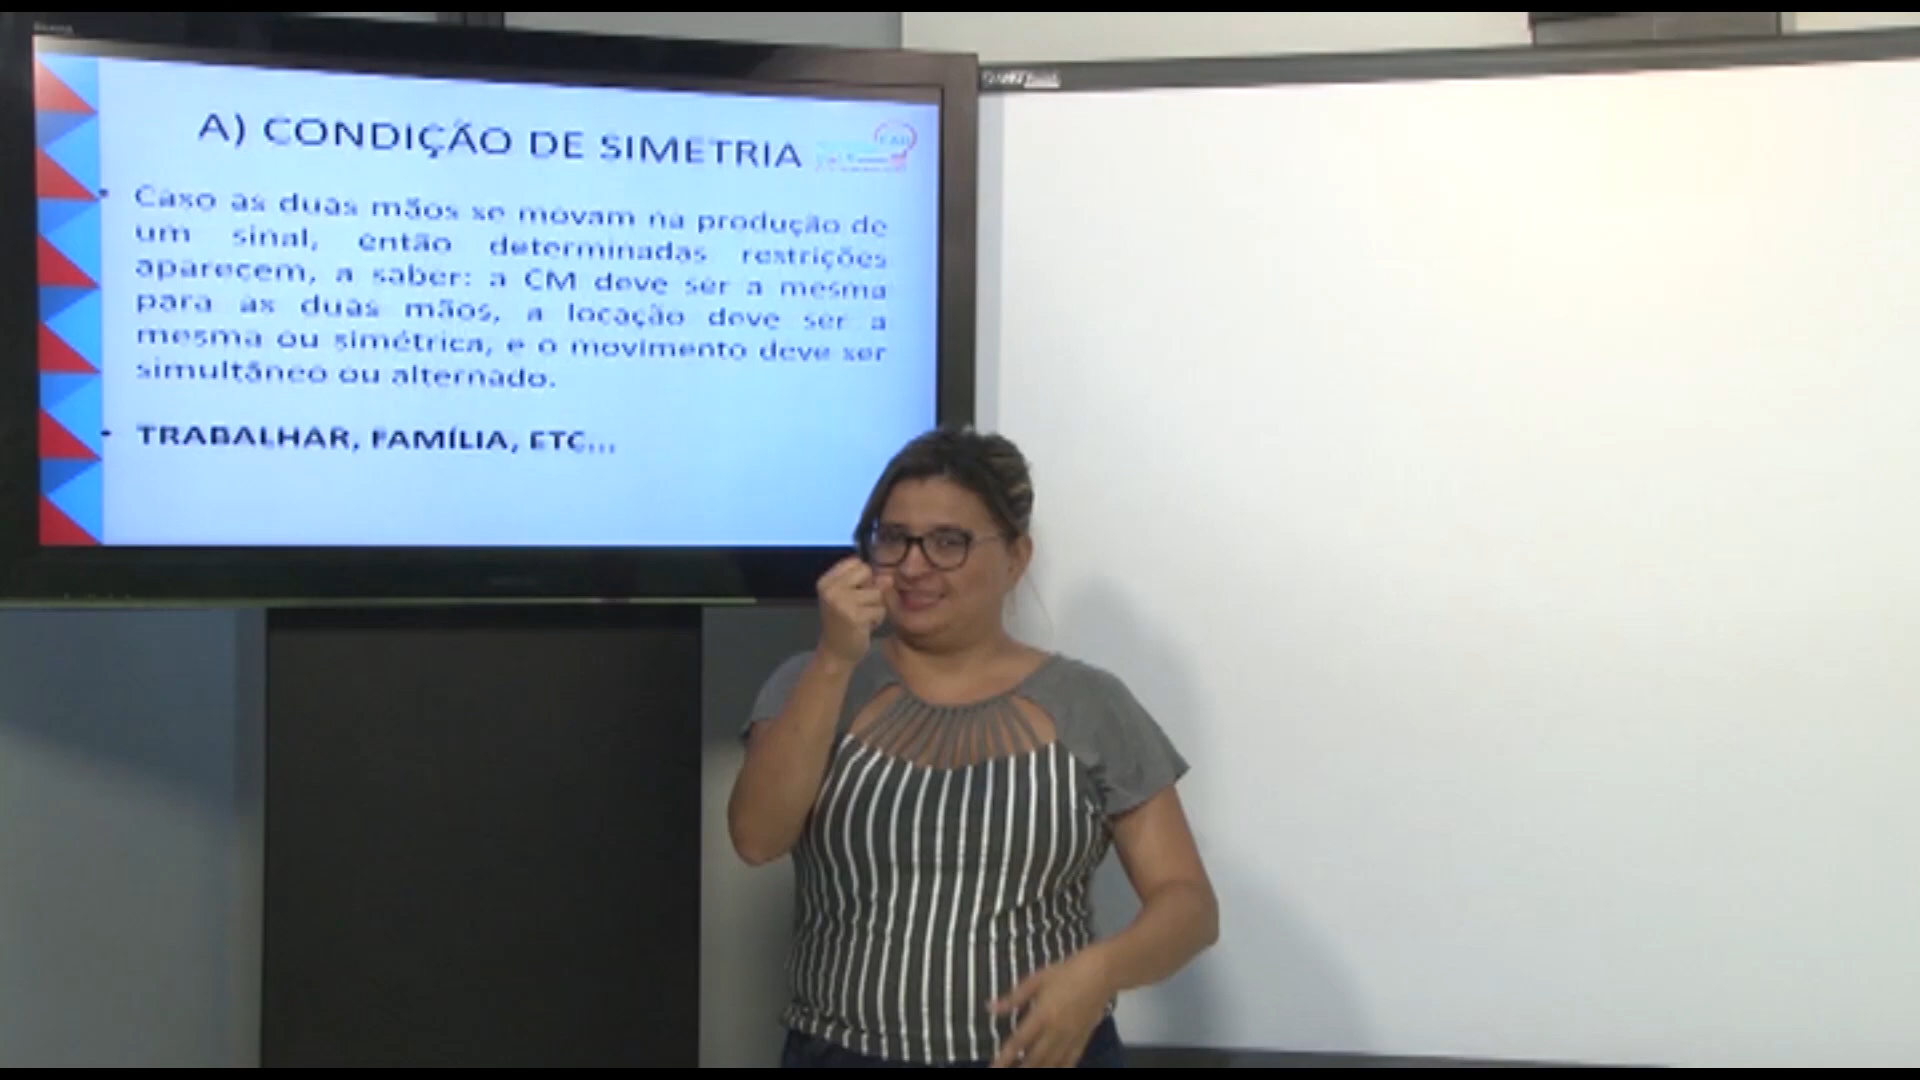 A) CONDIÇÃO DE SIMETRIA
• Caso as duas mãos se movam na produção de
um sinal, então determinadas restrições
aparecem, a saber: a CM deve ser a mesma
para as duas mãos, a locação deve ser a
mesma ou simétrica, e o movimento deve ser
simultâneo ou alternado.
• TRABALHAR, FAMÍLIA, ETC...